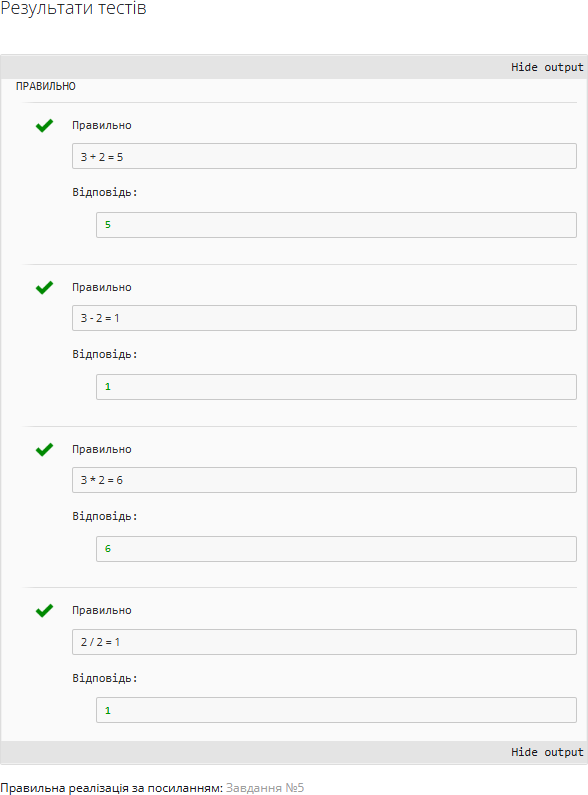 Результати тестів
Hide output
ПРАВИЛЬНО
Правильно
3 + 2 = 5
Відповідь:
5
Правильно
3 - 2 = 1
Відповідь:
1
Правильно
3 * 2 = 6
Відповідь:
6
Правильно
2 / 2 = 1
Відповідь:
1
Hide output
Правильна реалізація за посиланням: Завдання №5